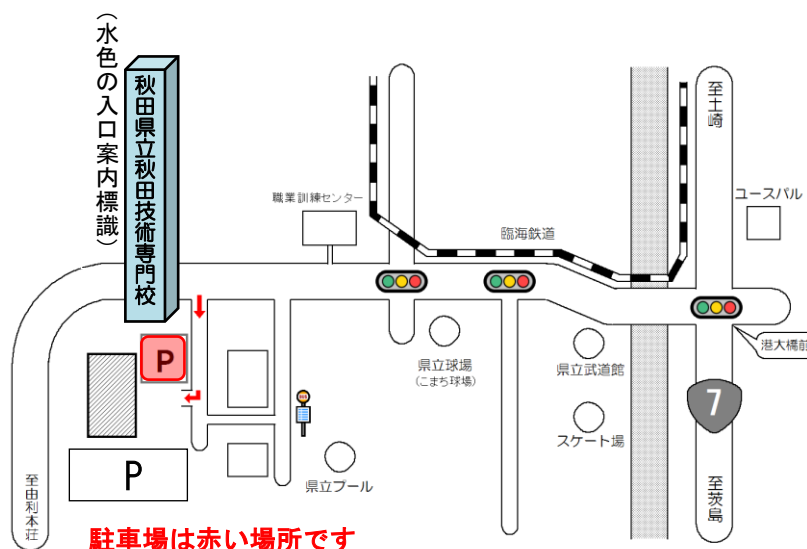 （水色の入口案内標識）
秋田県立秋田技術専門校
職業訓練センター
臨海鉄道
至土崎
ユースパル
港大橋前
県立球場
（こまち球場）
県立武道館
スケート場
7
至茨島
P
P
県立プール
至由利本荘
駐車場は赤い場所です